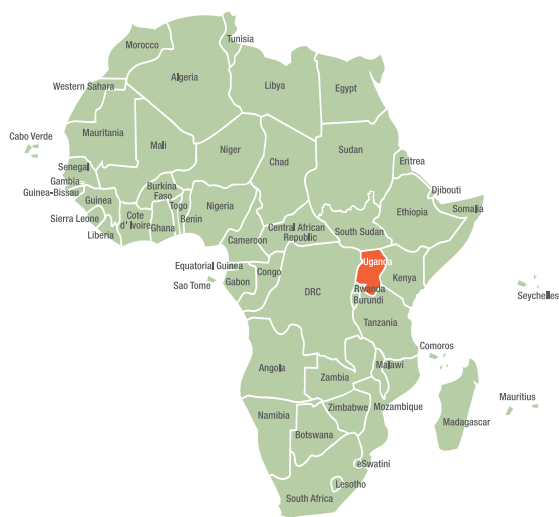 Morocco
Tunisia
Algeria
Libya
Egypt
Western Sahara
Cabo Verde
Mauritania
Mali
Niger
Chad
Sudan
Eritrea
Senegal
Gambia
Guinea-Bissau
Guinea
Burkina
Faso
Togo
Benin
Nigeria
Djibouti
Somalia
Ethiopia
Sierra Leone
Liberia
Cote
d' Ivoire
Ghana
Cameroon
Central African
Republic
South Sudan
Equatorial Guinea
Sao Tome
Gabon
Congo
DRC
Uganda
Kenya
Rwanda
Burundi
Tanzania
Seychelles
Comoros
Angola
Zambia
Malawi
Mozambique
Zimbabwe
Mauritius
Madagascar
Namibia
Botswana
eSwatini
Lesotho
South Africa